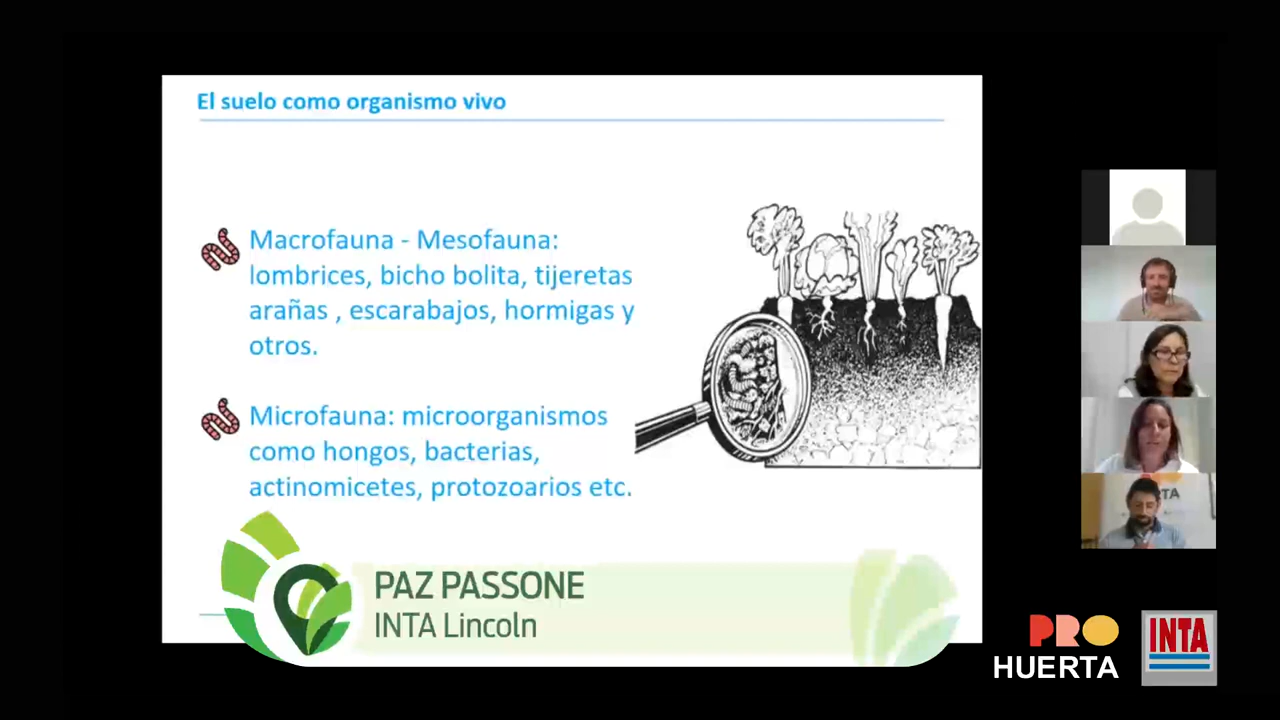 El suelo como organismo vivo
Macrofauna - Mesofauna:
lombrices, bicho bolita, tijeretas
arañas , escarabajos, hormigas y
otros.
Microfauna: microorganismos
como hongos, bacterias,
actinomicetes, protozoarios etc.
PAZ PASSONE
INTA Lincoln
PRO
HUERTA
INTA